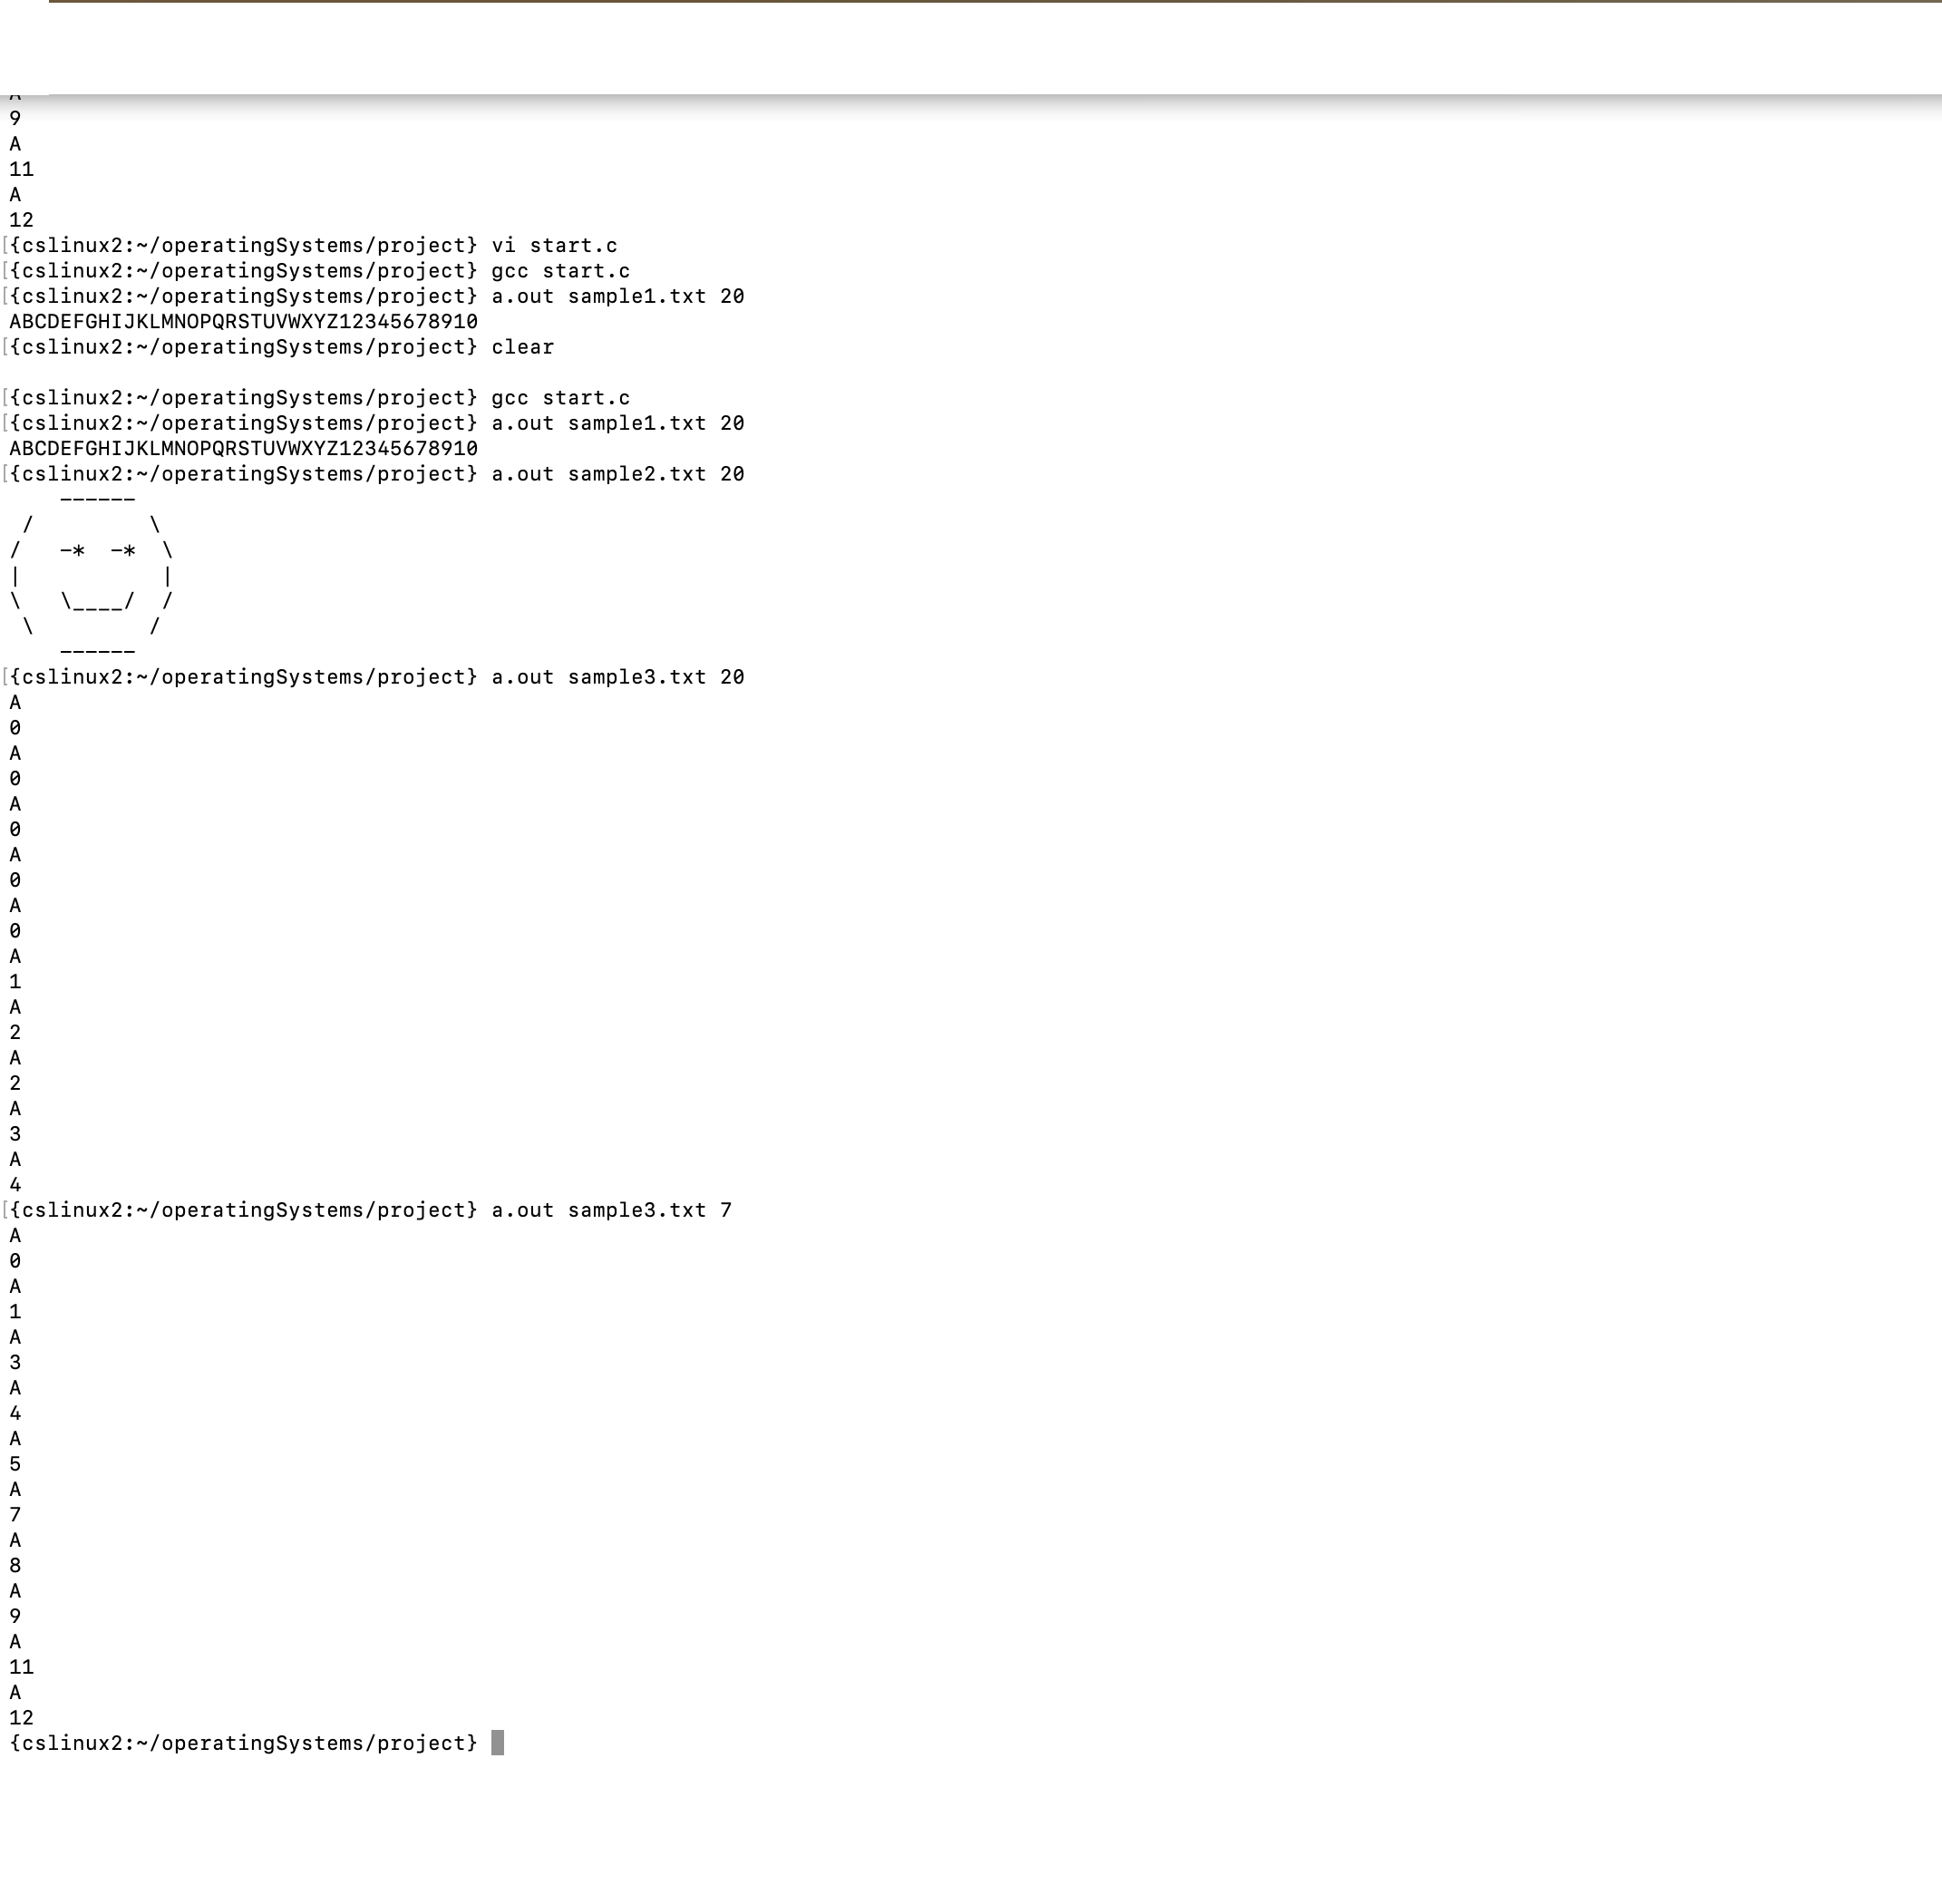 A
9
A
11
A
12
[{cslinux2:~/operatingSystems/project} vi start.c
[{cslinux2:~/operatingSystems/project} gcc start.c
[{cslinux2:~/operatingSystems/project} a.out sample1.txt 20
ABCDEFGHIJKLMNOPQRSTUVWXYZ12345678910
[{cslinux2:~/operatingSystems/project} clear

[{cslinux2:~/operatingSystems/project} gcc start.c
[{cslinux2:~/operatingSystems/project} a.out sample1.txt 20
ABCDEFGHIJKLMNOPQRSTUVWXYZ12345678910
[{cslinux2:~/operatingSystems/project} a.out sample2.txt 20
    ------
 /         \
/   -*  -*  \
|           |
\   \____/  /
 \         /
    ------
[{cslinux2:~/operatingSystems/project} a.out sample3.txt 20
A
0
A
0
A
0
A
0
A
0
A
1
A
2
A
2
A
3
A
4
[{cslinux2:~/operatingSystems/project} a.out sample3.txt 7
A
0
A
1
A
3
A
4
A
5
A
7
A
8
A
9
A
11
A
12
{cslinux2:~/operatingSystems/project}